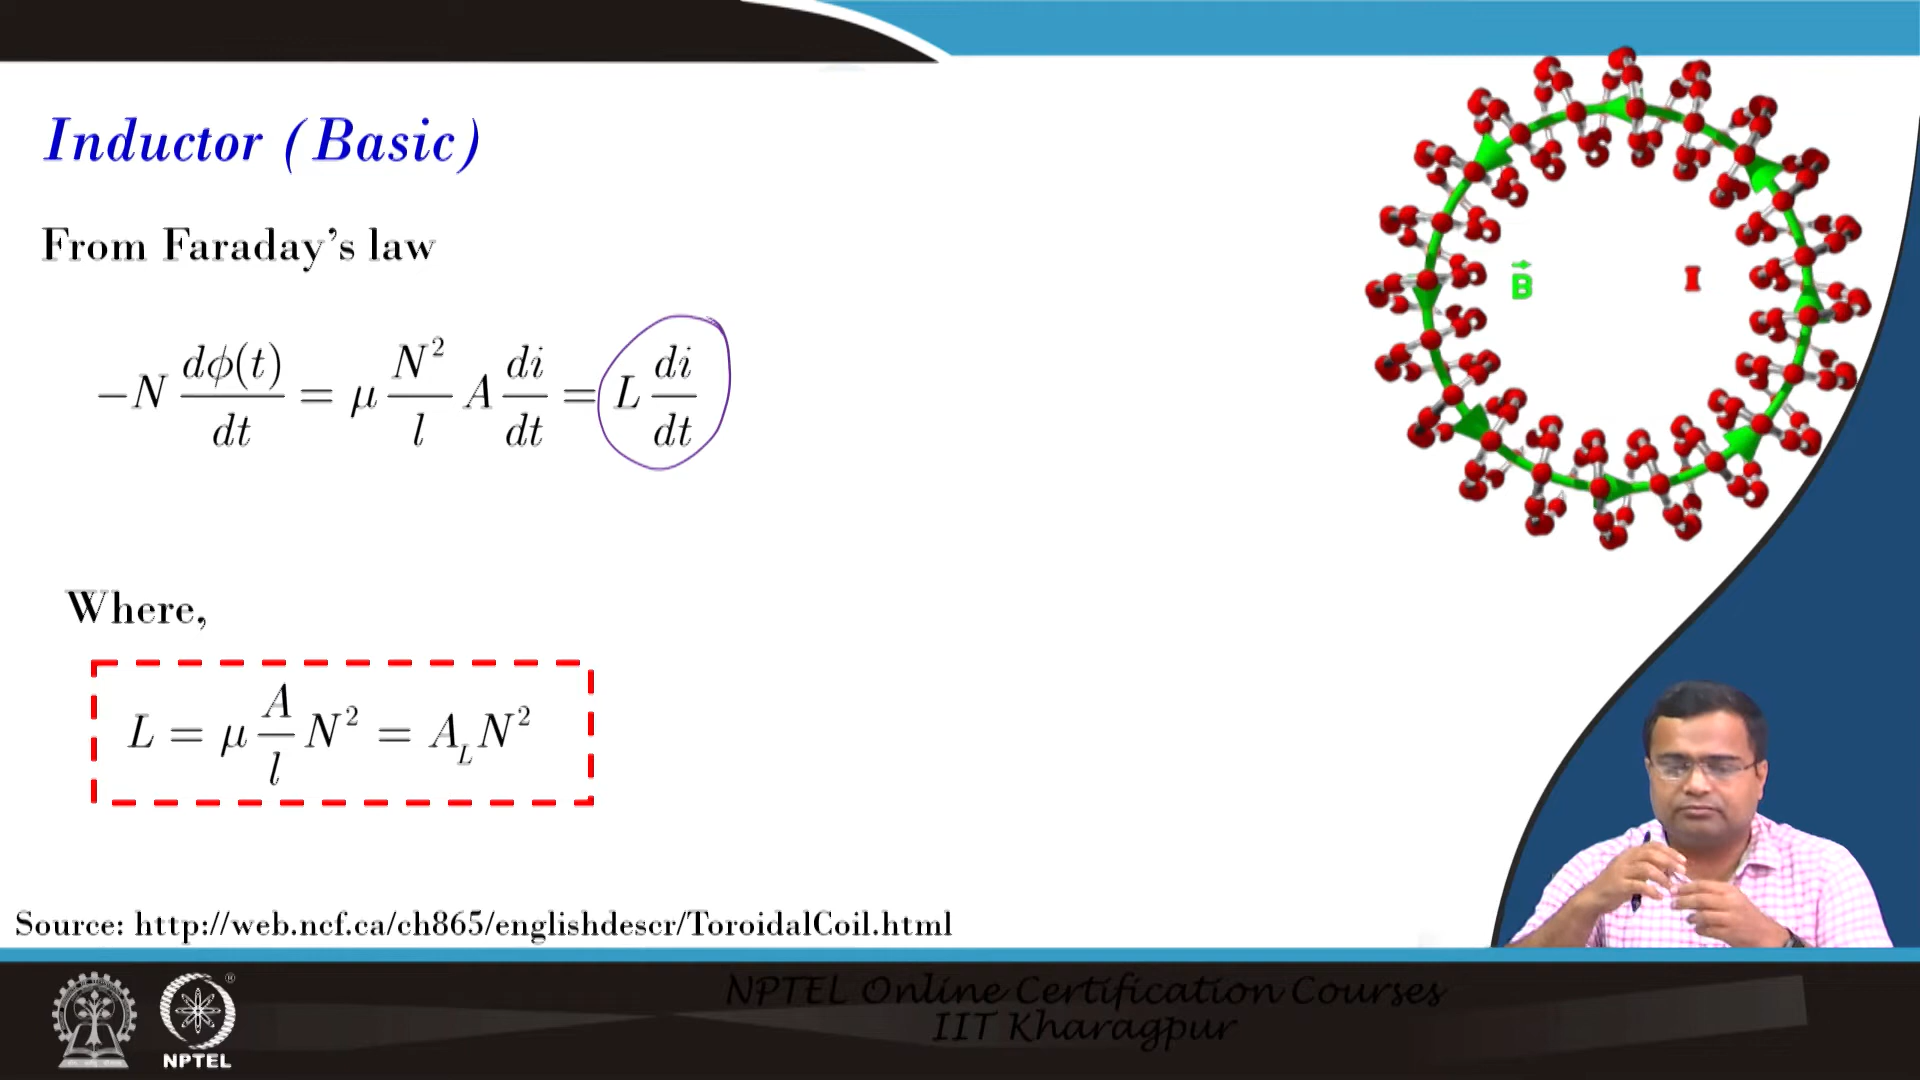 Inductor (Basic)
From Faraday's law
−N dϕ(t)/dt = μ N²/l A di/dt = L di/dt
B⃗
I
Where,
L = μ A/l N² = A_L N²
Source: http://web.ncf.ca/ch865/englishdescr/ToroidalCoil.html
NPTEL Online Certification Courses
IIT Kharagpur
®
NPTEL